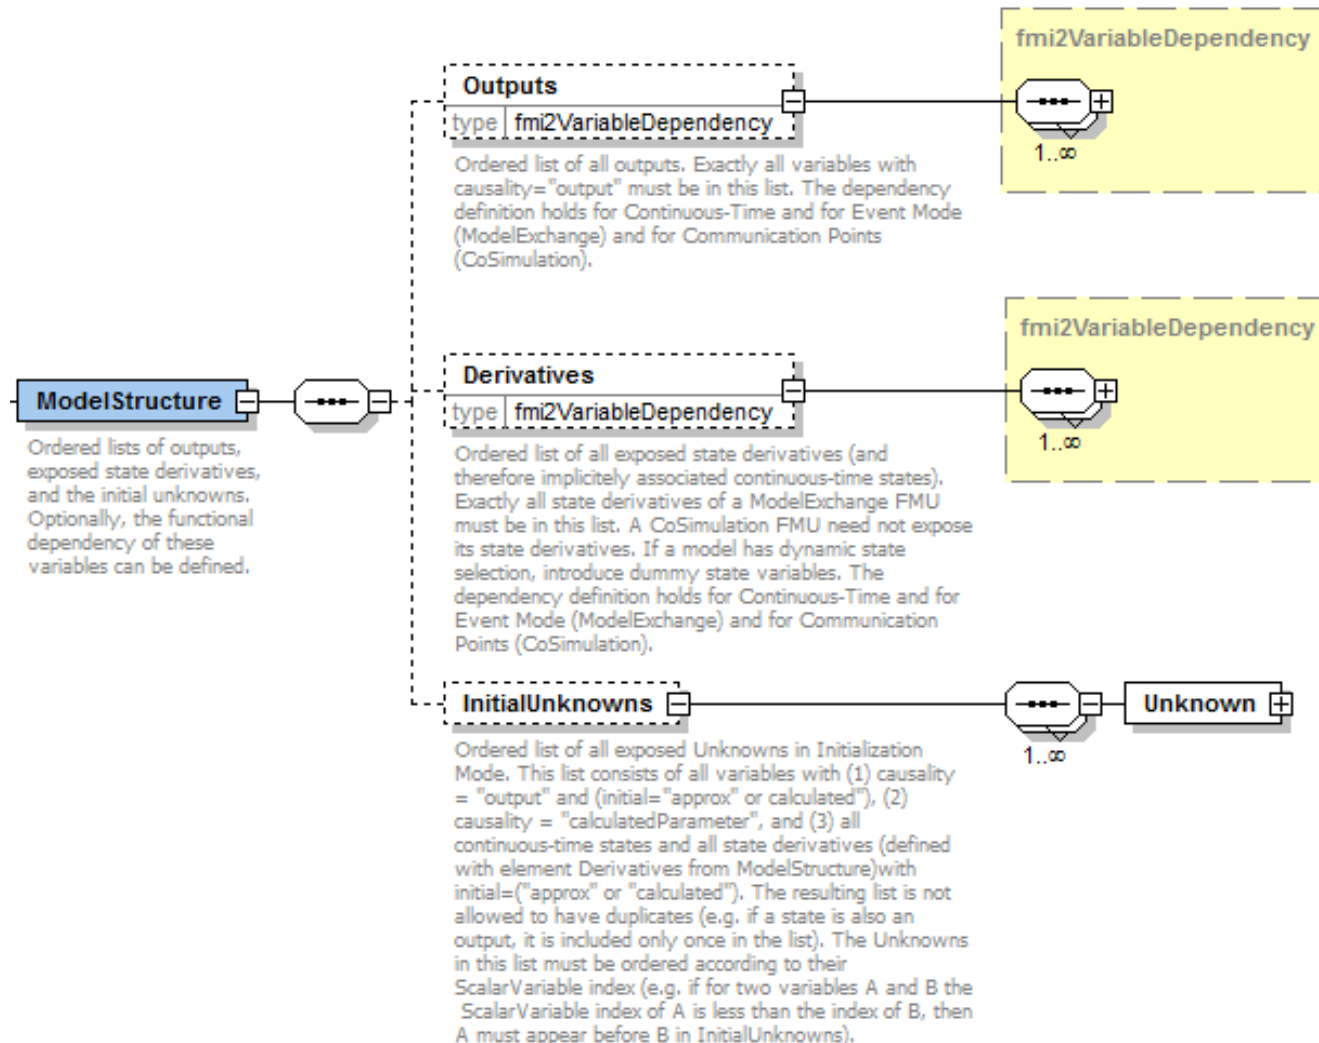 fmi2VariableDependency
Outputs
type fmi2VariableDependency
1..∞
Ordered list of all outputs. Exactly all variables with
causality="output" must be in this list. The dependency
definition holds for Continuous-Time and for Event Mode
(ModelExchange) and for Communication Points
(CoSimulation).
fmi2VariableDependency
Derivatives
type fmi2VariableDependency
1..∞
ModelStructure
Ordered lists of outputs,
exposed state derivatives,
and the initial unknowns.
Optionally, the functional
dependency of these
variables can be defined.
Ordered list of all exposed state derivatives (and
therefore implicitely associated continuous-time states).
Exactly all state derivatives of a ModelExchange FMU
must be in this list. A CoSimulation FMU need not expose
its state derivatives. If a model has dynamic state
selection, introduce dummy state variables. The
dependency definition holds for Continuous-Time and for
Event Mode (ModelExchange) and for Communication
Points (CoSimulation).
InitialUnknowns
Unknown
1..∞
Ordered list of all exposed Unknowns in Initialization
Mode. This list consists of all variables with (1) causality
= "output" and (initial="approx" or calculated"), (2)
causality = "calculatedParameter", and (3) all
continuous-time states and all state derivatives (defined
with element Derivatives from ModelStructure)with
initial=("approx" or "calculated"). The resulting list is not
allowed to have duplicates (e.g. if a state is also an
output, it is included only once in the list). The Unknowns
in this list must be ordered according to their
ScalarVariable index (e.g. if for two variables A and B the
ScalarVariable index of A is less than the index of B, then
A must appear before B in InitialUnknowns).